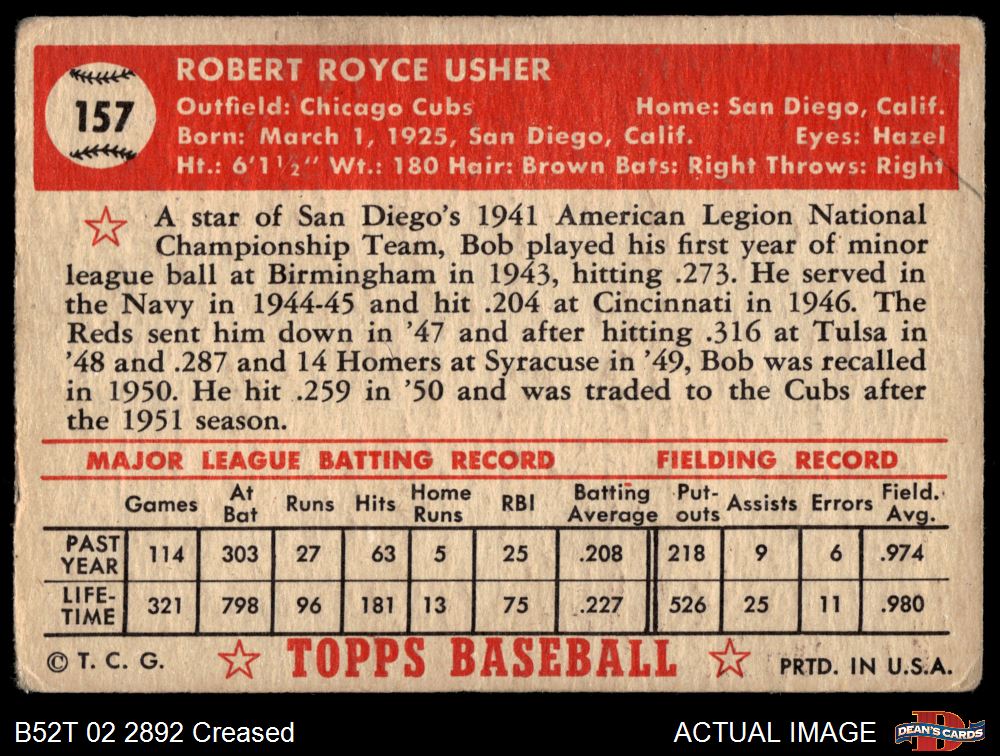 157
ROBERT ROYCE USHER
Outfield: Chicago Cubs Home: San Diego, Calif.
Born: March 1, 1925, San Diego, Calif. Eyes: Hazel
Ht.: 6'1½" Wt.: 180 Hair: Brown Bats: Right Throws: Right
A star of San Diego's 1941 American Legion National
Championship Team, Bob played his first year of minor
league ball at Birmingham in 1943, hitting .273. He served in
the Navy in 1944-45 and hit .204 at Cincinnati in 1946. The
Reds sent him down in '47 and after hitting .316 at Tulsa in
'48 and .287 and 14 Homers at Syracuse in '49, Bob was recalled
in 1950. He hit .259 in '50 and was traded to the Cubs after
the 1951 season.
MAJOR LEAGUE BATTING RECORD FIELDING RECORD
Games At Bat Runs Hits Home Runs RBI Batting Average Put-outs Assists Errors Field. Avg.
PAST YEAR 114 303 27 63 5 25 .208 218 9 6 .974
LIFE-TIME 321 798 96 181 13 75 .227 526 25 11 .980
© T. C. G. TOPPS BASEBALL PRTD. IN U.S.A.
B52T 02 2892 Creased ACTUAL IMAGE DEAN'S CARDS